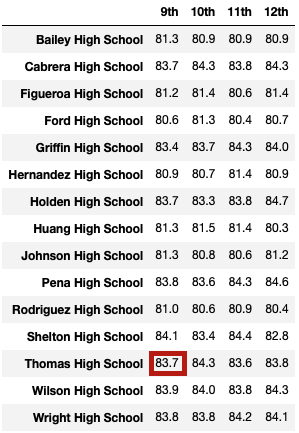 9th 10th 11th 12th
Bailey High School 81.3 80.9 80.9 80.9
Cabrera High School 83.7 84.3 83.8 84.3
Figueroa High School 81.2 81.4 80.6 81.4
Ford High School 80.6 81.3 80.4 80.7
Griffin High School 83.4 83.7 84.3 84.0
Hernandez High School 80.9 80.7 81.4 80.9
Holden High School 83.7 83.3 83.8 84.7
Huang High School 81.3 81.5 81.4 80.3
Johnson High School 81.3 80.8 80.6 81.2
Pena High School 83.8 83.6 84.3 84.6
Rodriguez High School 81.0 80.6 80.9 80.4
Shelton High School 84.1 83.4 84.4 82.8
Thomas High School 83.7 84.3 83.6 83.8
Wilson High School 83.9 84.0 83.8 84.3
Wright High School 83.8 83.8 84.2 84.1